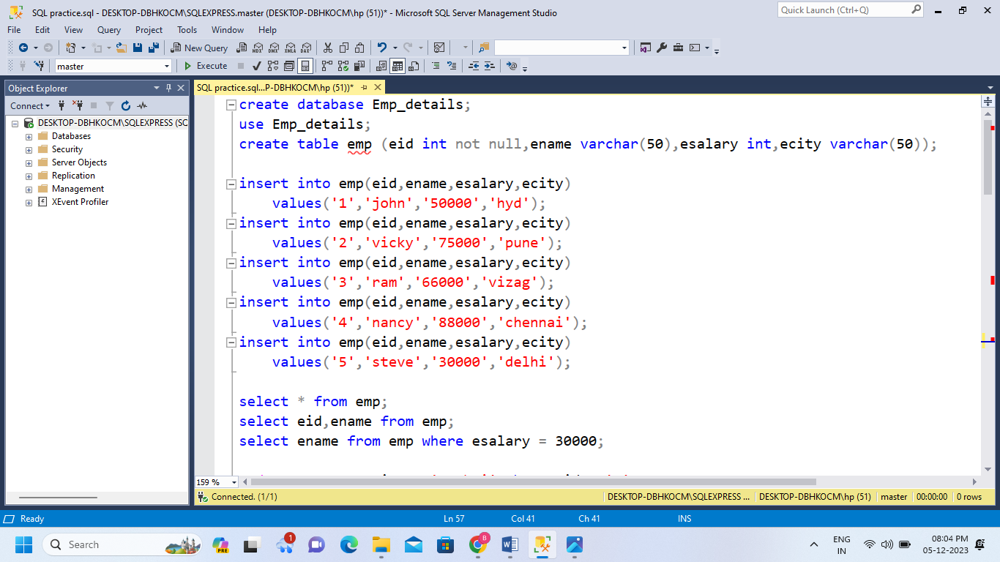 SQL practice.sql - DESKTOP-DBHKOCM\SQLEXPRESS.master (DESKTOP-DBHKOCM\hp (51))* - Microsoft SQL Server Management Studio
Quick Launch (Ctrl+Q)
File Edit View Query Project Tools Window Help
New Query MDX DMX XMLA DAX
master Execute
Object Explorer
SQL practice.sql...P-DBHKOCM\hp (51))*
Connect
DESKTOP-DBHKOCM\SQLEXPRESS (SC
Databases
Security
Server Objects
Replication
Management
XEvent Profiler
create database Emp_details;
use Emp_details;
create table emp (eid int not null,ename varchar(50),esalary int,ecity varchar(50));
insert into emp(eid,ename,esalary,ecity)
values('1','john','50000','hyd');
insert into emp(eid,ename,esalary,ecity)
values('2','vicky','75000','pune');
insert into emp(eid,ename,esalary,ecity)
values('3','ram','66000','vizag');
insert into emp(eid,ename,esalary,ecity)
values('4','nancy','88000','chennai');
insert into emp(eid,ename,esalary,ecity)
values('5','steve','30000','delhi');
select * from emp;
select eid,ename from emp;
select ename from emp where esalary = 30000;
159 %
Connected. (1/1)
DESKTOP-DBHKOCM\SQLEXPRESS ... DESKTOP-DBHKOCM\hp (51) master 00:00:00 0 rows
Ready Ln 57 Col 41 Ch 41 INS
Search
PRE
1
B
ENG
IN
08:04 PM
05-12-2023